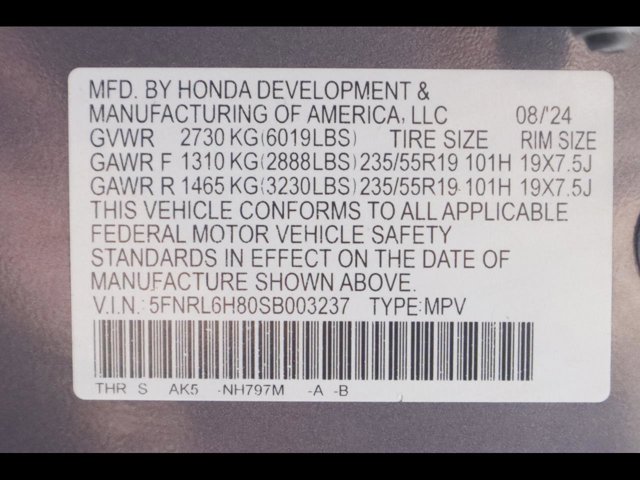 MFD. BY HONDA DEVELOPMENT &
MANUFACTURING OF AMERICA, LLC 08/'24
GVWR 2730 KG(6019LBS) TIRE SIZE RIM SIZE
GAWR F 1310 KG(2888LBS) 235/55R19 101H 19X7.5J
GAWR R 1465 KG(3230LBS) 235/55R19 101H 19X7.5J
THIS VEHICLE CONFORMS TO ALL APPLICABLE
FEDERAL MOTOR VEHICLE SAFETY
STANDARDS IN EFFECT ON THE DATE OF
MANUFACTURE SHOWN ABOVE.
V.I.N.: 5FNRL6H80SB003237 TYPE: MPV
THR S AK5 -NH797M -A -B